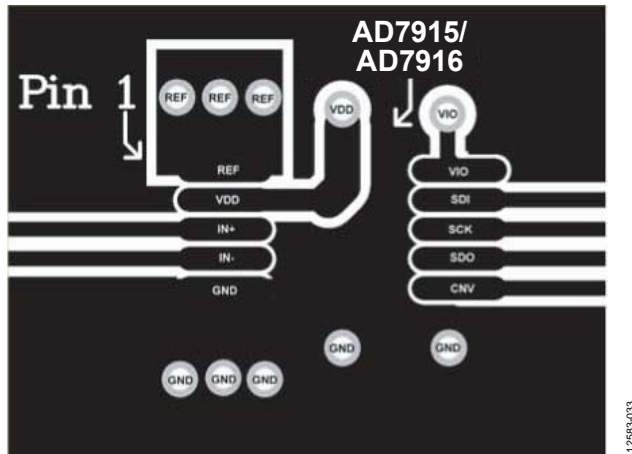 AD7915/
AD7916
Pin 1
REF REF REF
VDD
VIO
REF
VIO
VDD
SDI
IN+
SCK
IN-
SDO
GND
CNV
GND
GND
GND GND GND
12583-033